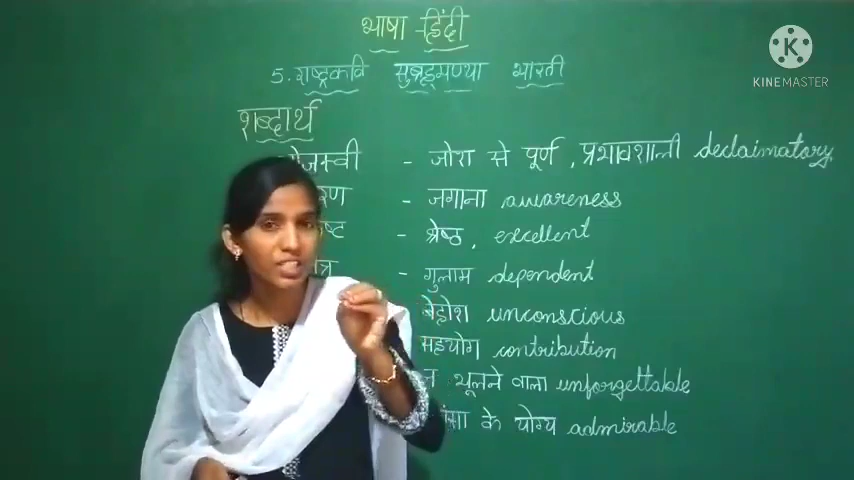 भाषा - हिंदी
5. राष्ट्रकवि सुब्रह्मण्या भारती
शब्दार्थ
- जोश से पूर्ण, प्रभावशाली declaimatory
- जगाना awareness
- श्रेष्ठ, excellent
- गुलाम dependent
बेहोश unconscious
सहयोग contribution
न भूलने वाला unforgettable
के योग्य admirable
K
KINEMASTER